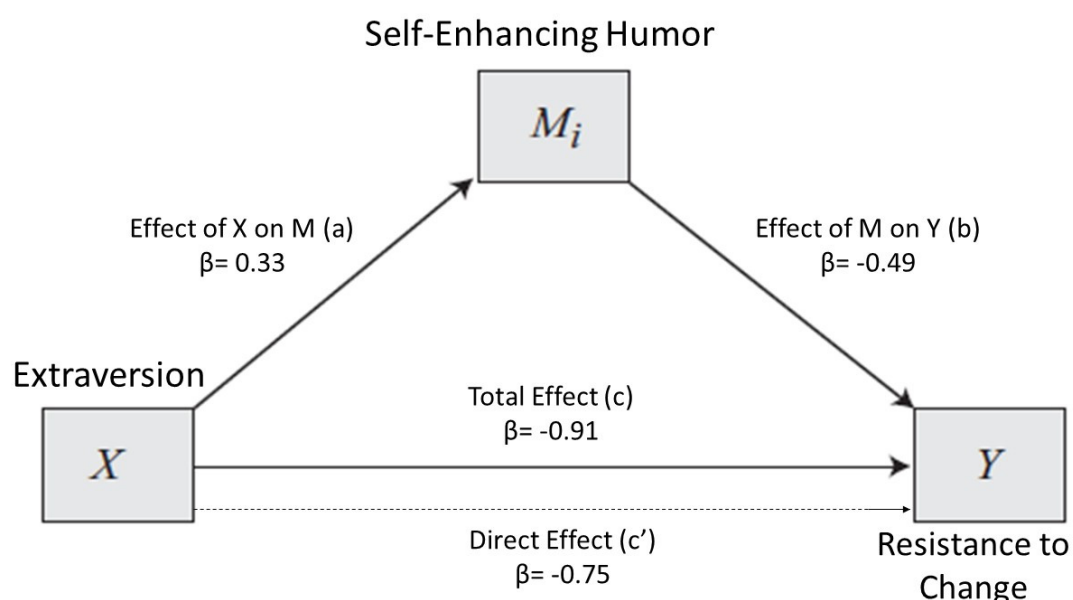 Self-Enhancing Humor
Mi
Effect of X on M (a)
β= 0.33
Effect of M on Y (b)
β= -0.49
Extraversion
X
Total Effect (c)
β= -0.91
Y
Direct Effect (c’)
β= -0.75
Resistance to
Change